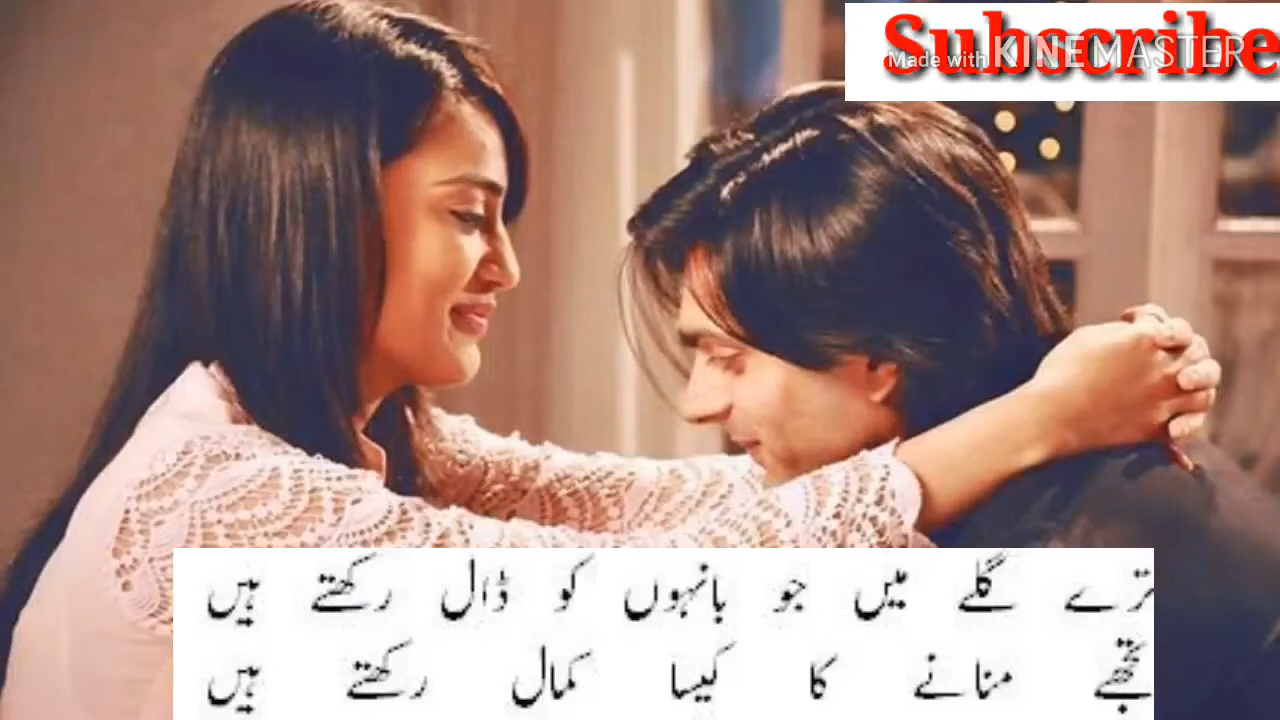 Subscribe
Made with KINEMASTER
ترے گلے میں جو بانہوں کو ڈال رکھتے ہیں
تجھے منانے کا کیسا کمال رکھتے ہیں